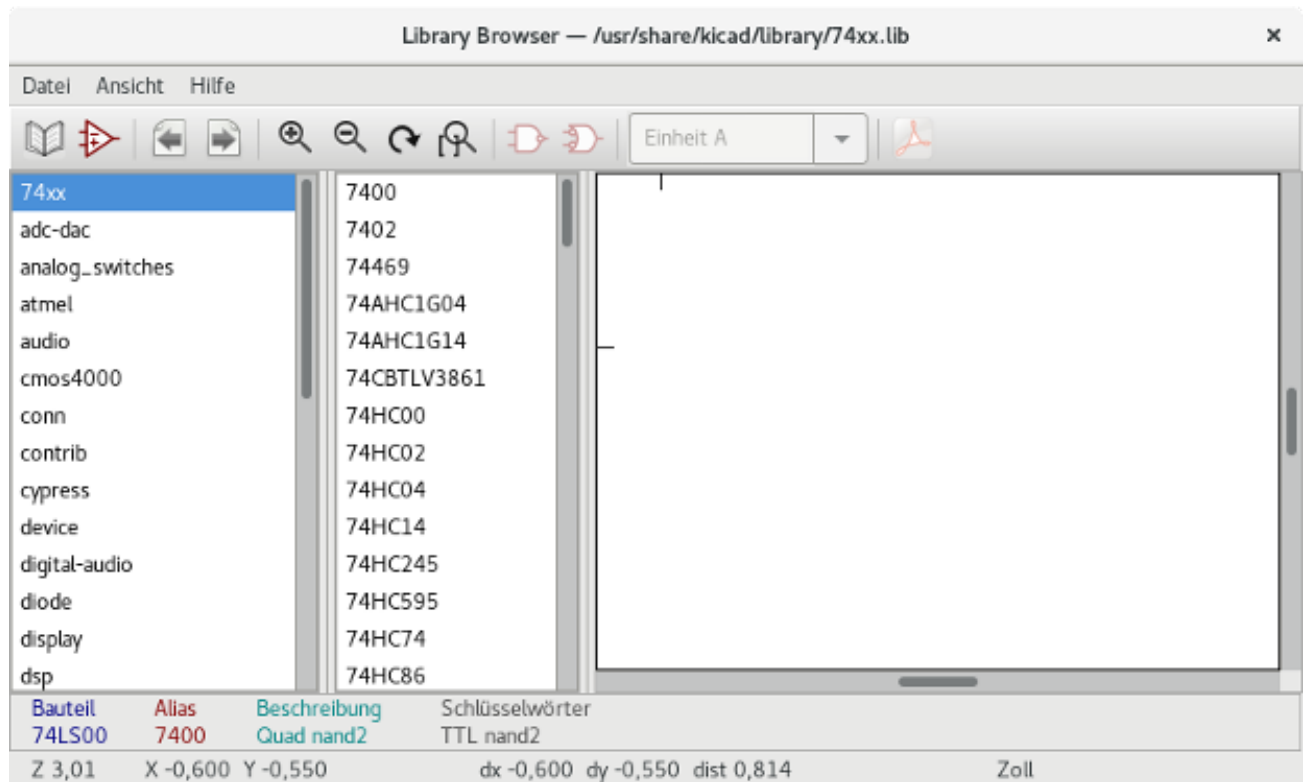 Library Browser — /usr/share/kicad/library/74xx.lib
Datei Ansicht Hilfe
Einheit A
74xx
adc-dac
analog_switches
atmel
audio
cmos4000
conn
contrib
cypress
device
digital-audio
diode
display
dsp
7400
7402
74469
74AHC1G04
74AHC1G14
74CBTLV3861
74HC00
74HC02
74HC04
74HC14
74HC245
74HC595
74HC74
74HC86
Bauteil Alias Beschreibung Schlüsselwörter
74LS00 7400 Quad nand2 TTL nand2
Z 3,01 X -0,600 Y -0,550 dx -0,600 dy -0,550 dist 0,814 Zoll